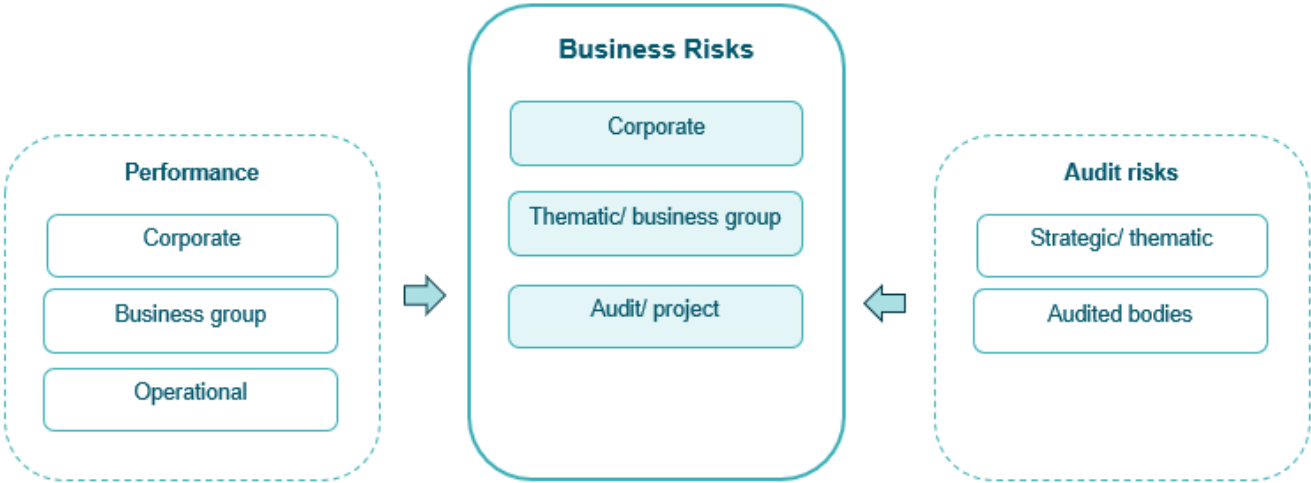 Performance
Corporate
Business group
Operational
Business Risks
Corporate
Thematic/ business group
Audit/ project
Audit risks
Strategic/ thematic
Audited bodies